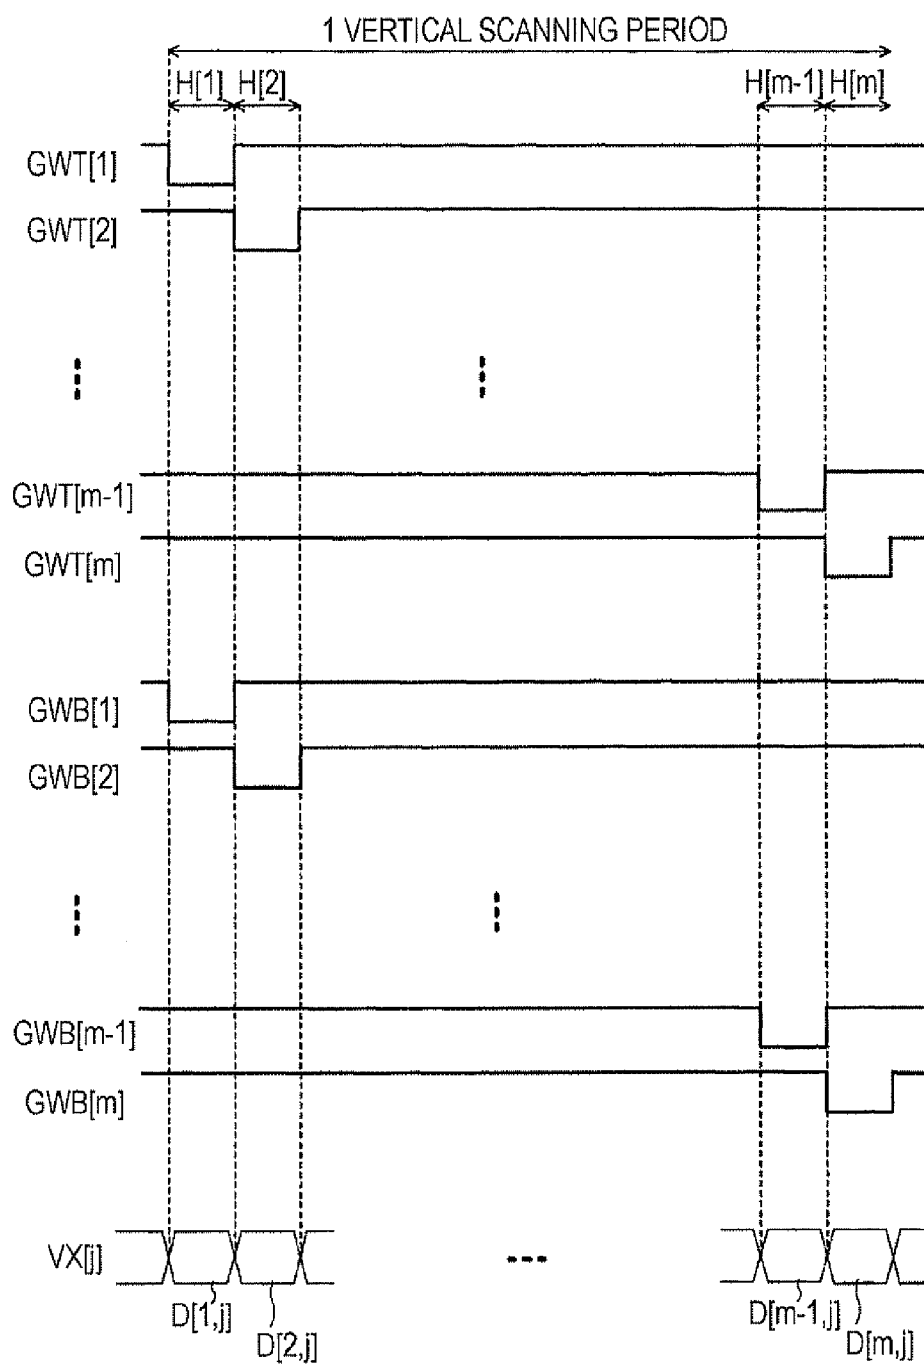 1 VERTICAL SCANNING PERIOD
H[1] H[2] H[m-1] H[m]
GWT[1]
GWT[2]
GWT[m-1]
GWT[m]
GWB[1]
GWB[2]
GWB[m-1]
GWB[m]
VX[j]
D[1,j] D[2,j] D[m-1,j] D[m,j]